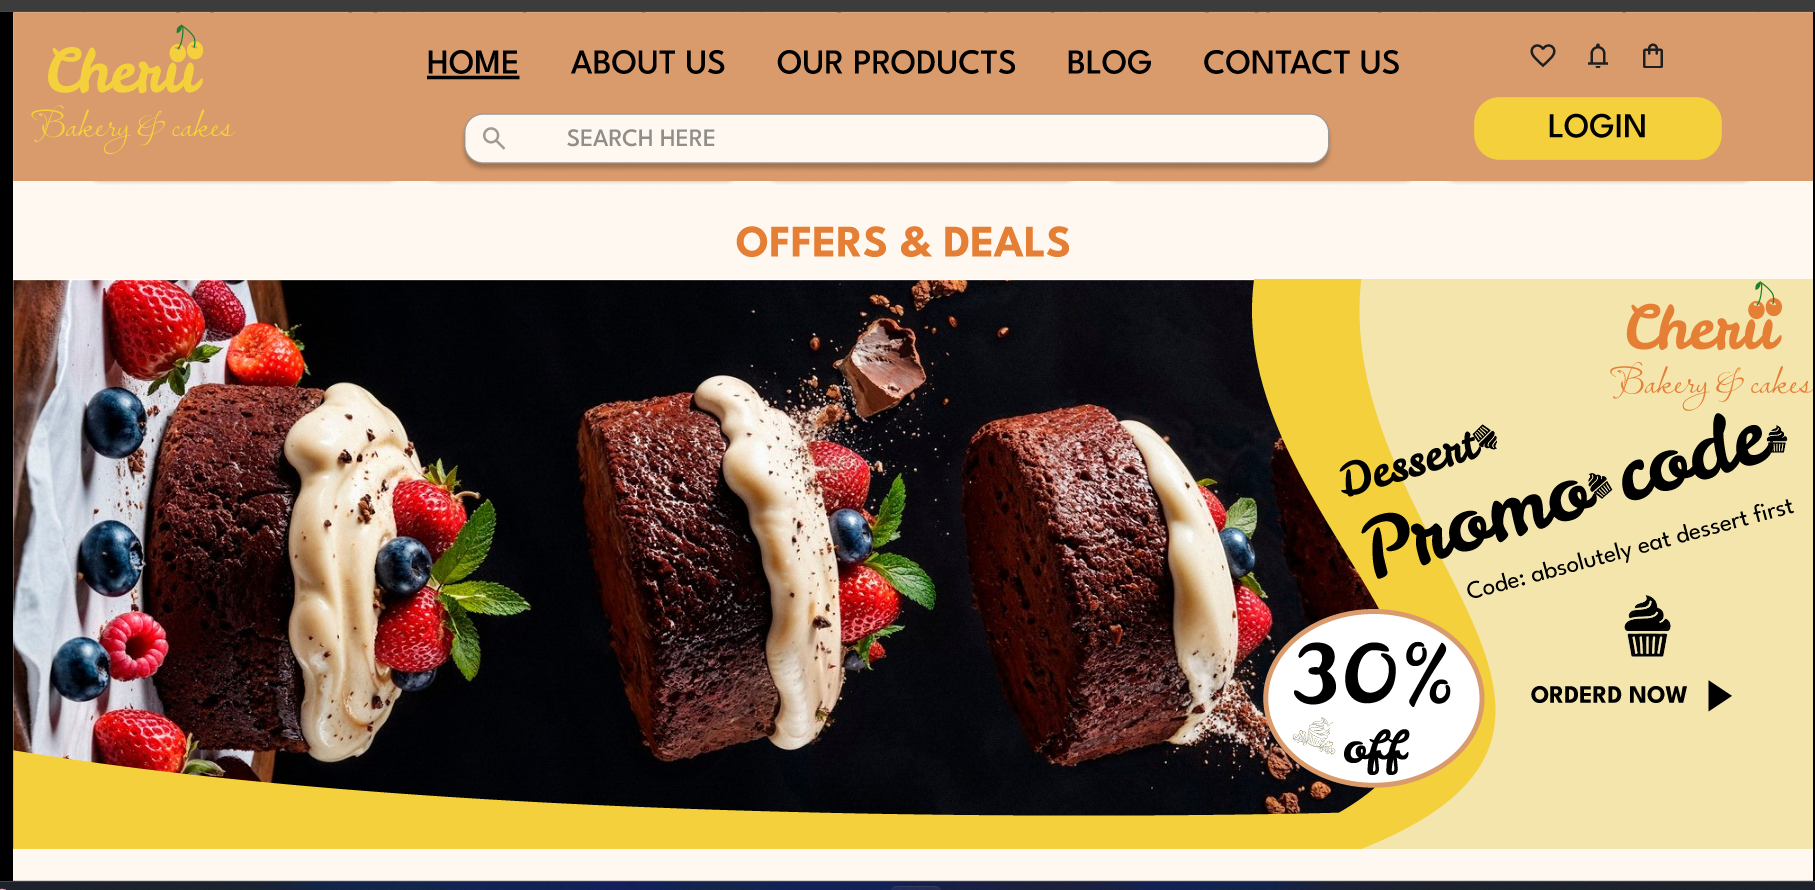 Cherii
Bakery & cakes
HOME ABOUT US OUR PRODUCTS BLOG CONTACT US
SEARCH HERE
LOGIN
OFFERS & DEALS
Cherii
Bakery & cakes
Dessert
Promo code
Code: absolutely eat dessert first
30%
off
ORDERD NOW